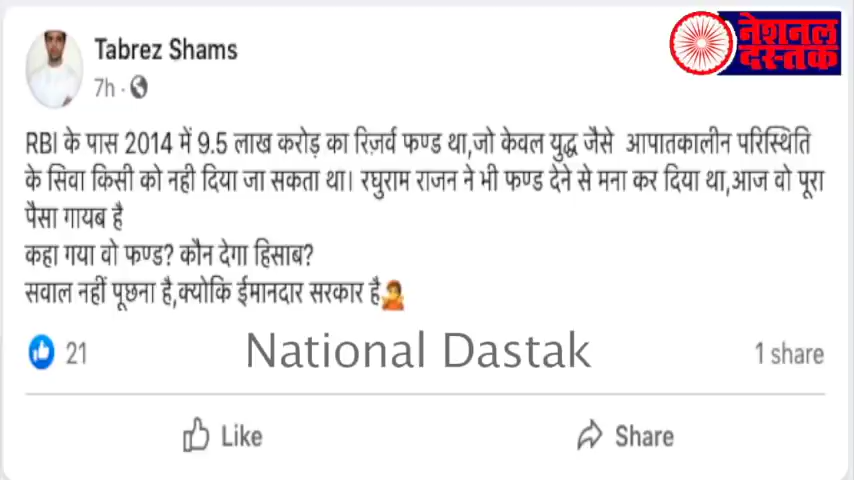 Tabrez Shams
नेशनल
दस्तक
7h ·
RBI के पास 2014 में 9.5 लाख करोड़ का रिज़र्व फण्ड था,जो केवल युद्ध जैसे आपातकालीन परिस्थिति
के सिवा किसी को नही दिया जा सकता था। रघुराम राजन ने भी फण्ड देने से मना कर दिया था,आज वो पूरा
पैसा गायब है
कहा गया वो फण्ड? कौन देगा हिसाब?
सवाल नहीं पूछना है,क्योकि ईमानदार सरकार है🙇
21
National Dastak
1 share
Like
Share